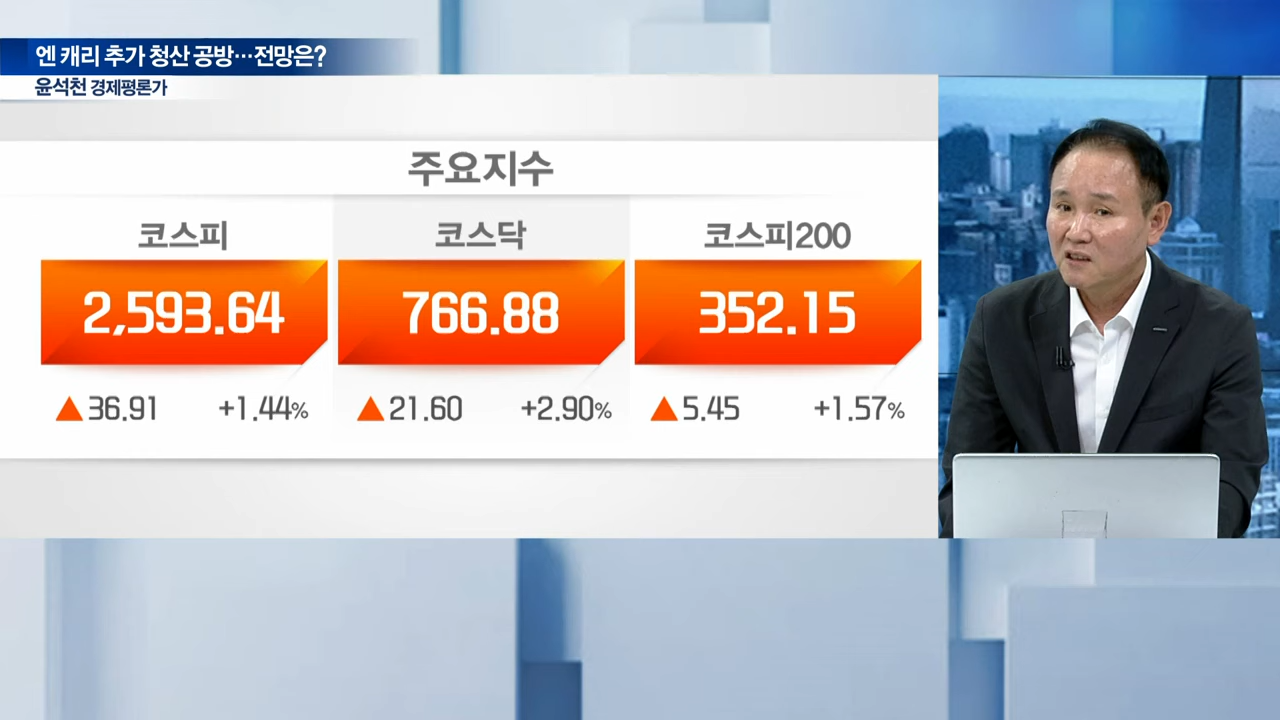 엔 캐리 추가 청산 공방…전망은?
윤석천 경제평론가
주요지수
코스피 코스닥 코스피200
2,593.64 766.88 352.15
▲36.91 +1.44% ▲21.60 +2.90% ▲5.45 +1.57%